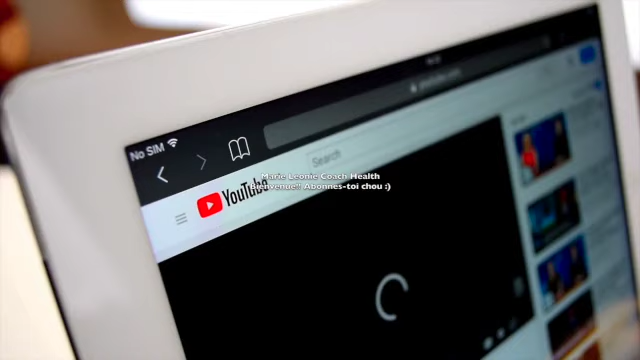 No SIM
Search
YouTube
Marie Leonie Coach Health
Bienvenue!! Abonnes-toi chou :)